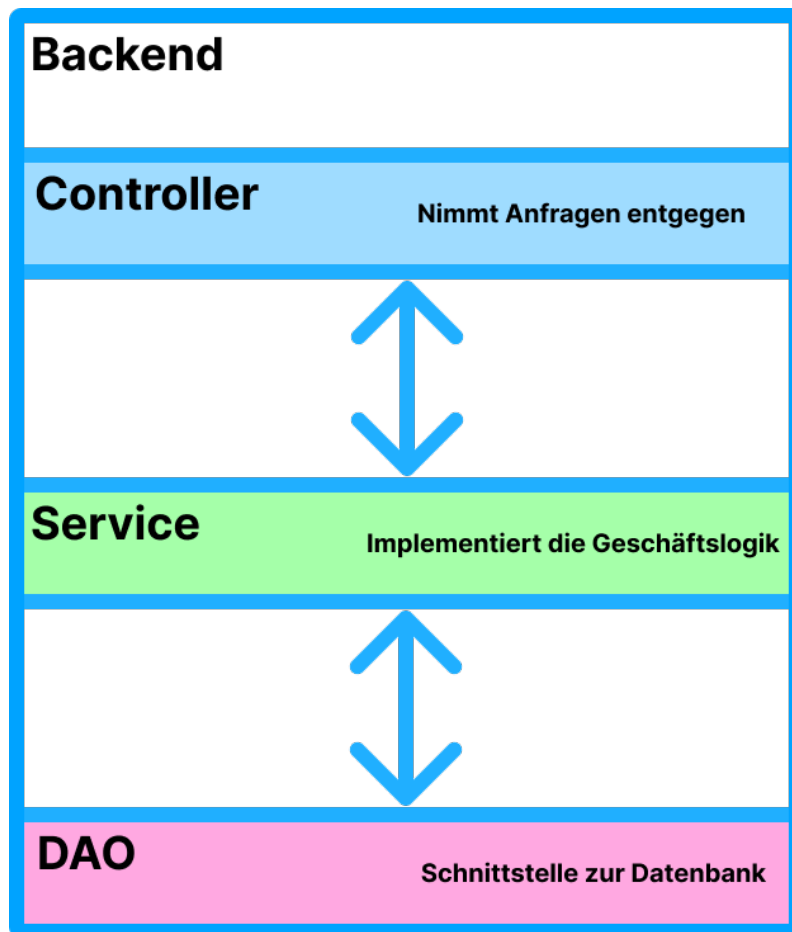 Backend
Controller
Nimmt Anfragen entgegen
Service
Implementiert die Geschäftslogik
DAO
Schnittstelle zur Datenbank